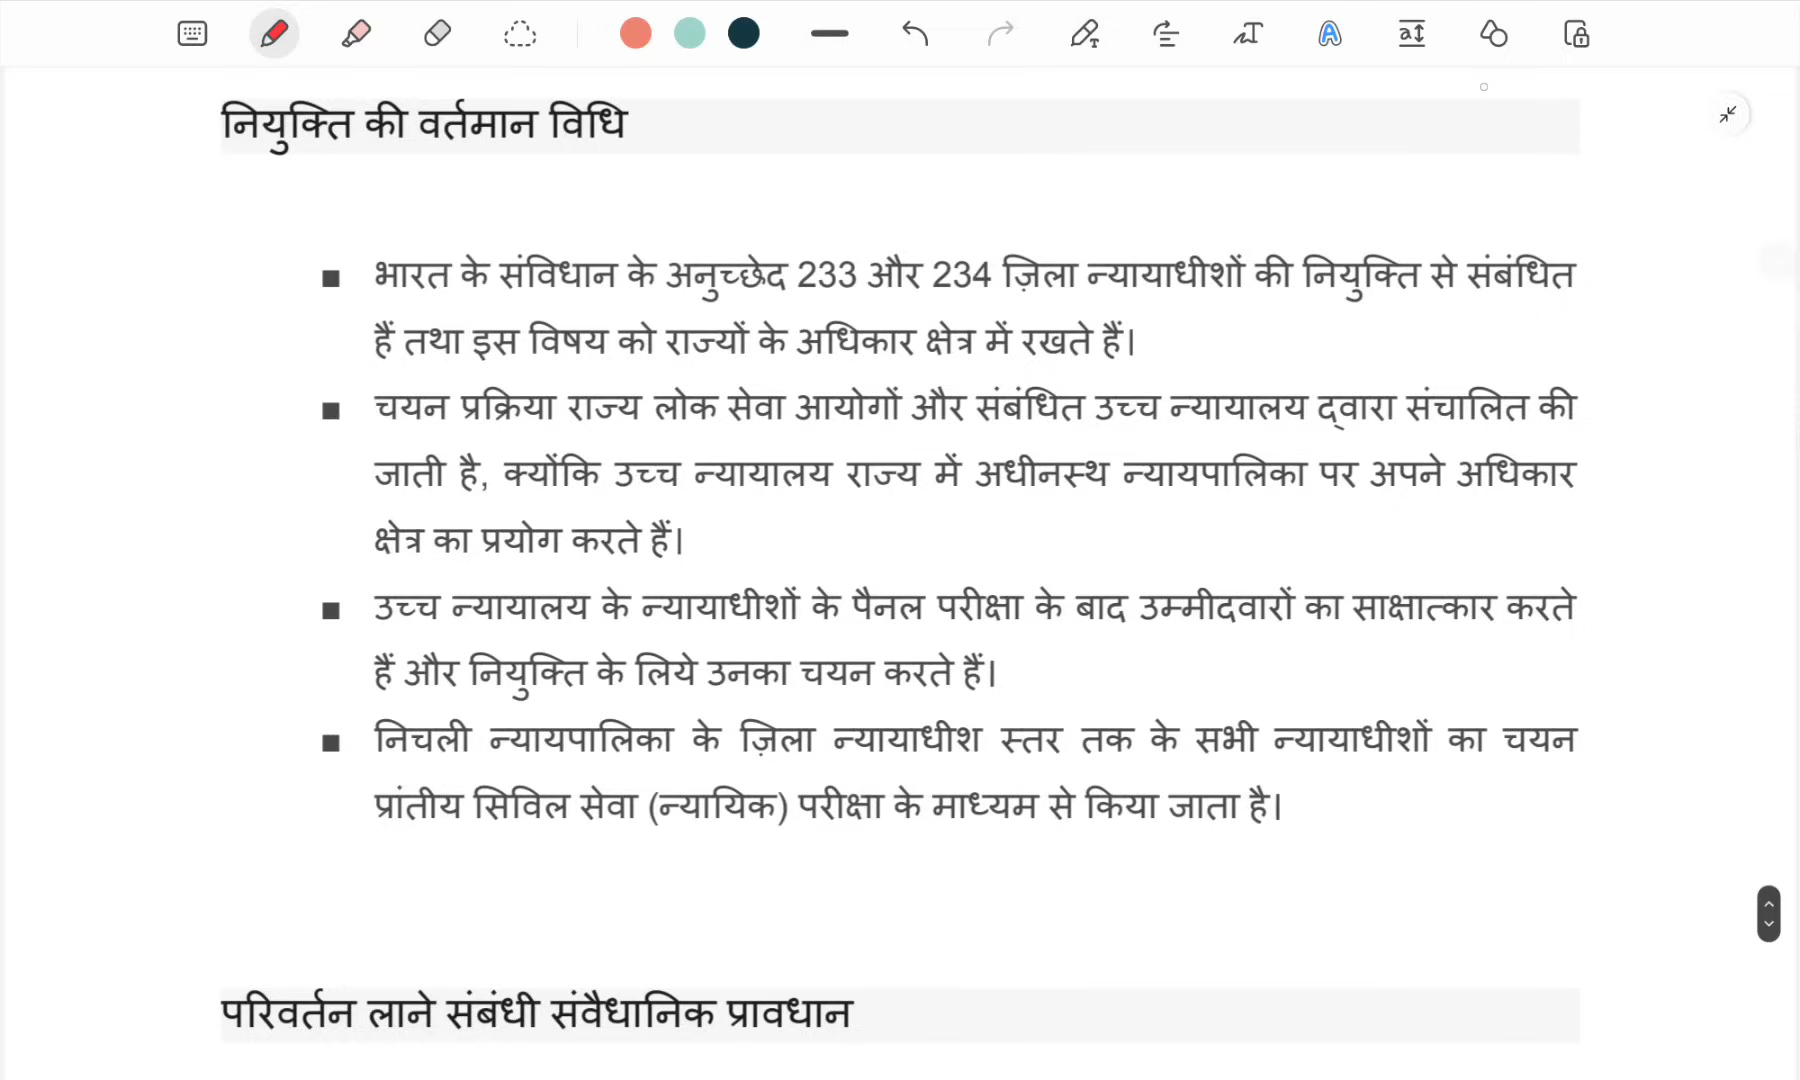 नियुक्ति की वर्तमान विधि
■ भारत के संविधान के अनुच्छेद 233 और 234 ज़िला न्यायाधीशों की नियुक्ति से संबंधित
हैं तथा इस विषय को राज्यों के अधिकार क्षेत्र में रखते हैं।
■ चयन प्रक्रिया राज्य लोक सेवा आयोगों और संबंधित उच्च न्यायालय द्वारा संचालित की
जाती है, क्योंकि उच्च न्यायालय राज्य में अधीनस्थ न्यायपालिका पर अपने अधिकार
क्षेत्र का प्रयोग करते हैं।
■ उच्च न्यायालय के न्यायाधीशों के पैनल परीक्षा के बाद उम्मीदवारों का साक्षात्कार करते
हैं और नियुक्ति के लिये उनका चयन करते हैं।
■ निचली न्यायपालिका के ज़िला न्यायाधीश स्तर तक के सभी न्यायाधीशों का चयन
प्रांतीय सिविल सेवा (न्यायिक) परीक्षा के माध्यम से किया जाता है।
परिवर्तन लाने संबंधी संवैधानिक प्रावधान